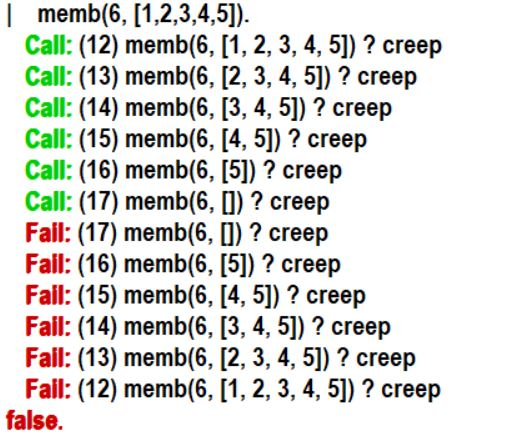 | memb(6, [1,2,3,4,5]).
Call: (12) memb(6, [1, 2, 3, 4, 5]) ? creep
Call: (13) memb(6, [2, 3, 4, 5]) ? creep
Call: (14) memb(6, [3, 4, 5]) ? creep
Call: (15) memb(6, [4, 5]) ? creep
Call: (16) memb(6, [5]) ? creep
Call: (17) memb(6, []) ? creep
Fail: (17) memb(6, []) ? creep
Fail: (16) memb(6, [5]) ? creep
Fail: (15) memb(6, [4, 5]) ? creep
Fail: (14) memb(6, [3, 4, 5]) ? creep
Fail: (13) memb(6, [2, 3, 4, 5]) ? creep
Fail: (12) memb(6, [1, 2, 3, 4, 5]) ? creep
false.